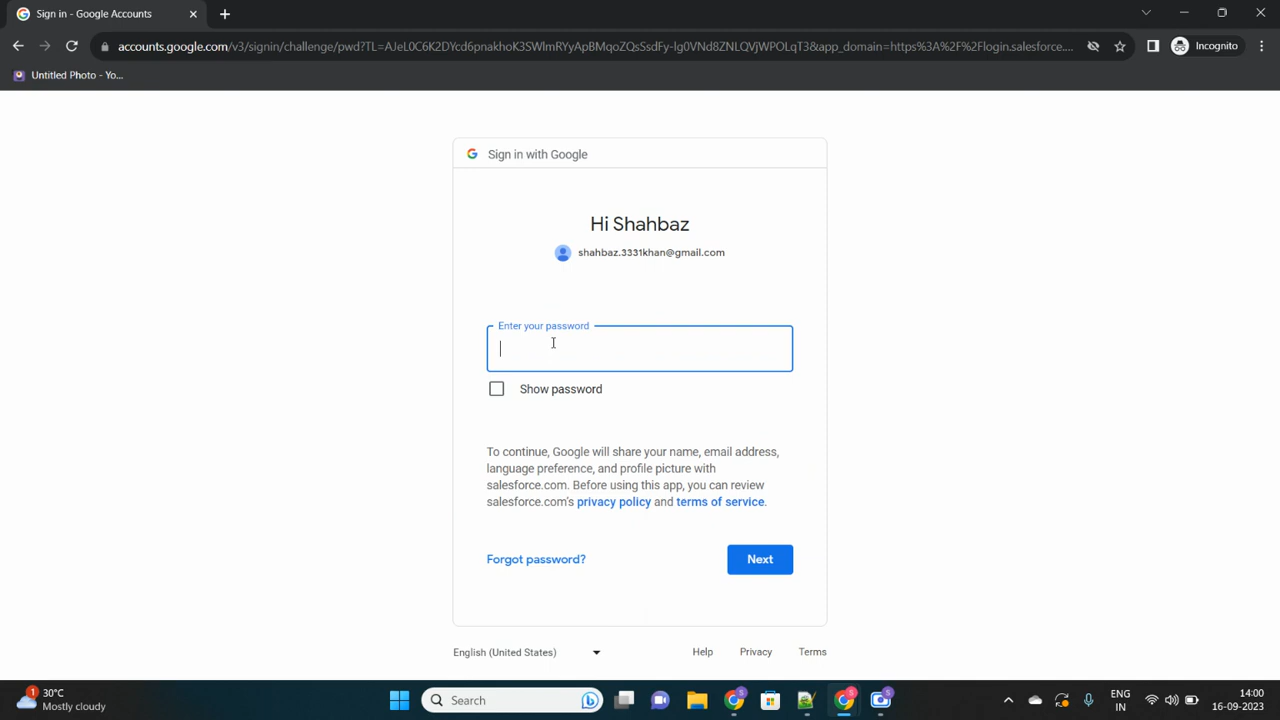 Sign in - Google Accounts
accounts.google.com/v3/signin/challenge/pwd?TL=AJeL0C6K2DYcd6pnakhoK3SWlmRYyApBMqoZQsSsdFy-lg0VNd8ZNLQVjWPOLqT3&app_domain=https%3A%2F%2Flogin.salesforce....
Incognito
Untitled Photo - Yo...
Sign in with Google
Hi Shahbaz
shahbaz.3331khan@gmail.com
Enter your password
Show password
To continue, Google will share your name, email address,
language preference, and profile picture with
salesforce.com. Before using this app, you can review
salesforce.com's privacy policy and terms of service.
Forgot password?
Next
English (United States)
Help
Privacy
Terms
1
30°C
Mostly cloudy
Search
S
S
S
ENG
IN
14:00
16-09-2023